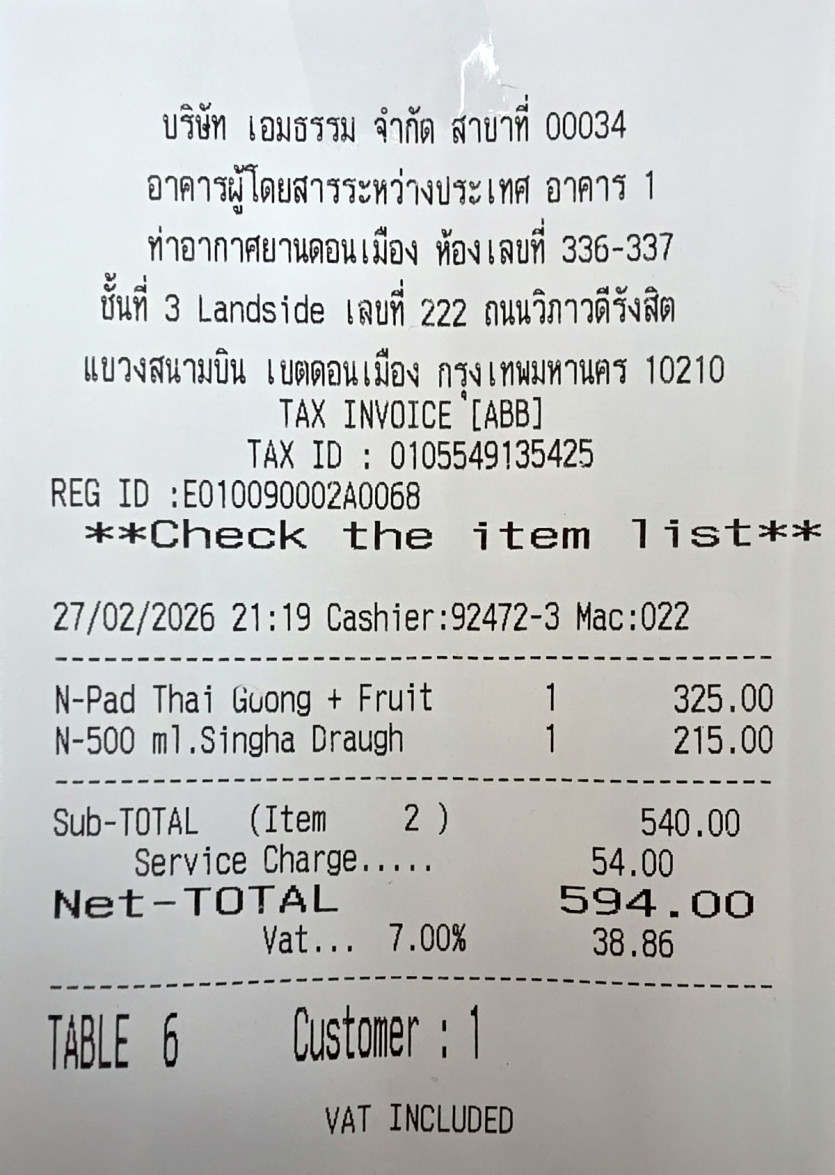 บริษัท เอมธรรม จำกัด สาขาที่ 00034
อาคารผู้โดยสารระหว่างประเทศ อาคาร 1
ท่าอากาศยานดอนเมือง ห้องเลขที่ 336-337
ชั้นที่ 3 Landside เลขที่ 222 ถนนวิภาวดีรังสิต
แขวงสนามบิน เขตดอนเมือง กรุงเทพมหานคร 10210
TAX INVOICE [ABB]
TAX ID : 0105549135425
REG ID :E010090002A0068
**Check the item list**
27/02/2026 21:19 Cashier:92472-3 Mac:022
N-Pad Thai Goong + Fruit 1 325.00
N-500 ml.Singha Draugh 1 215.00
Sub-TOTAL (Item 2 ) 540.00
Service Charge..... 54.00
Net-TOTAL 594.00
Vat... 7.00% 38.86
TABLE 6 Customer : 1
VAT INCLUDED